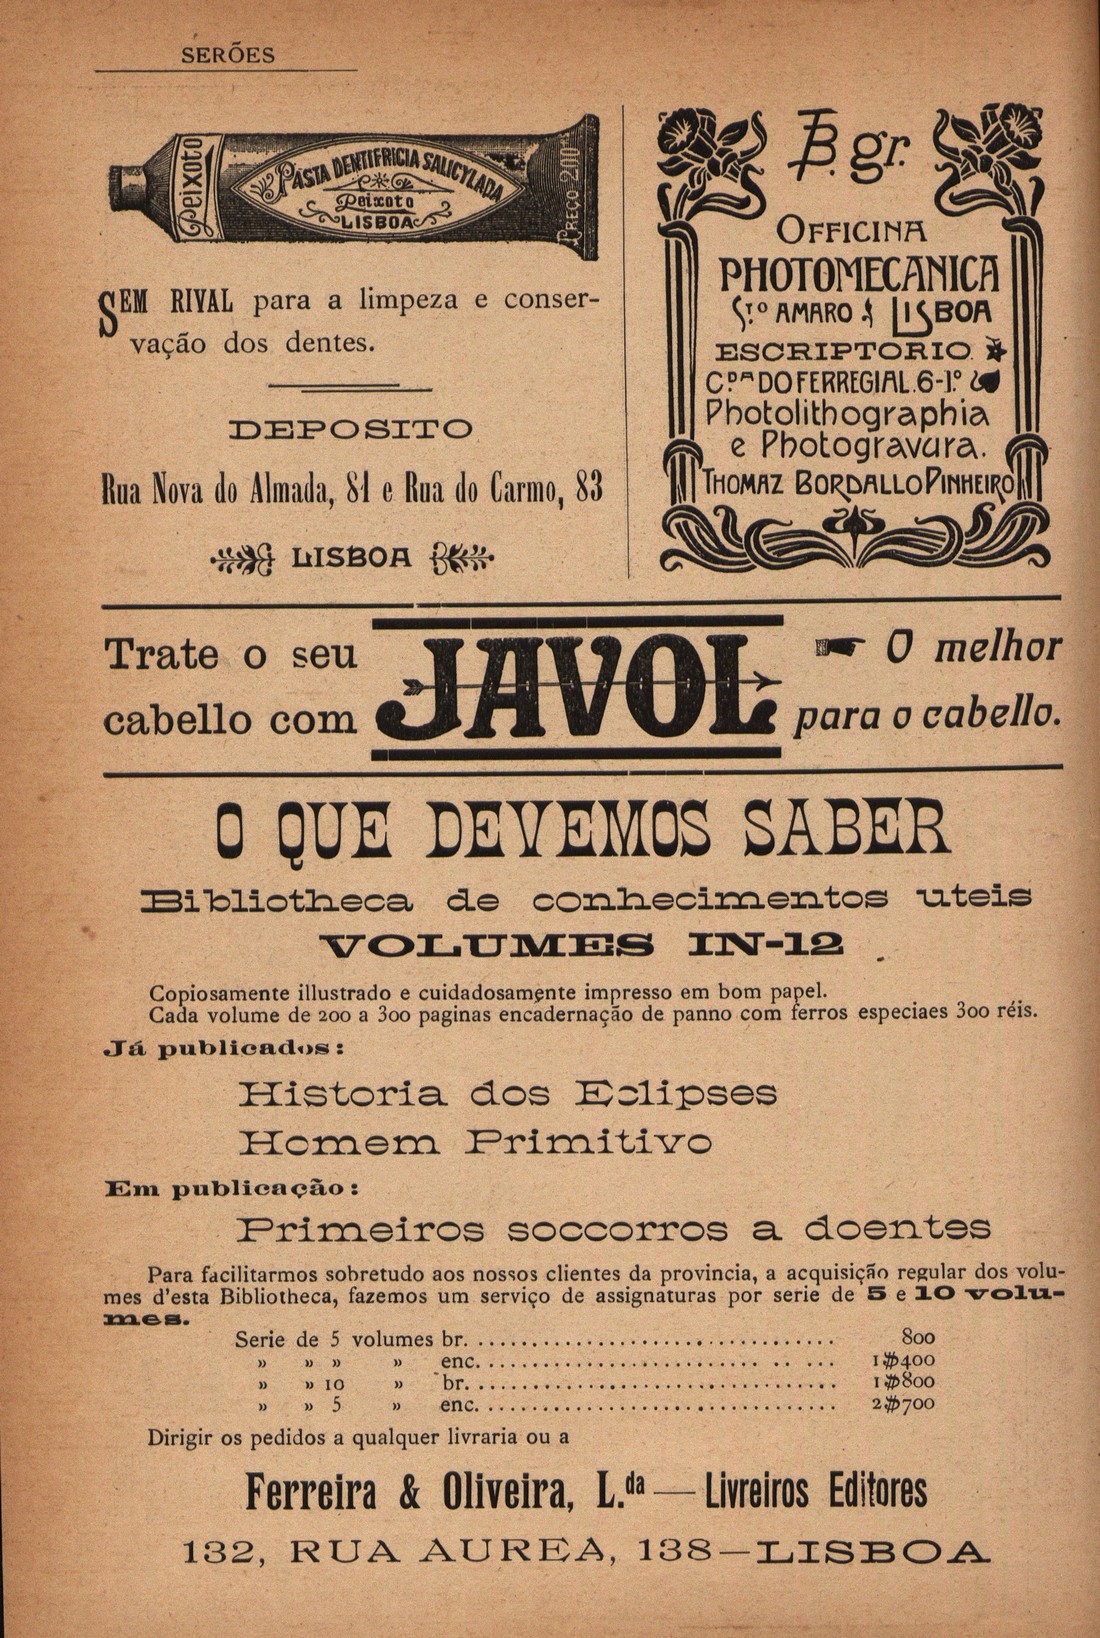 SERÕES
Peixoto
PASTA DENTIFRICIA SALICYLADA
Peixoto
LISBOA
PREÇO 200 rs
SEM RIVAL para a limpeza e conser-
vação dos dentes.
DEPOSITO
Rua Nova do Almada, 81 e Rua do Carmo, 83
LISBOA
TB. gr.
OFFICINA
PHOTOMECANICA
Sto AMARO LISBOA
ESCRIPTORIO
Cda DO FERREGIAL. 6-1º
Photolithographia
e Photogravura.
THOMAZ BORDALLO PINHEIRO
Trate o seu
cabello com
JAVOL
O melhor
para o cabello.
O QUE DEVEMOS SABER
Bibliotheca de conhecimentos uteis
VOLUMES IN-12
Copiosamente illustrado e cuidadosamente impresso em bom papel.
Cada volume de 200 a 300 paginas encadernação de panno com ferros especiaes 300 réis.
Já publicados:
Historia dos Eclipses
Homem Primitivo
Em publicação:
Primeiros soccorros a doentes
Para facilitarmos sobretudo aos nossos clientes da provincia, a acquisição regular dos volu-
mes d'esta Bibliotheca, fazemos um serviço de assignaturas por serie de 5 e 10 volu-
mes.
Serie de 5 volumes br. .................................... 800
» » » » enc. .................................... 1$400
» » 10 » br. .................................... 1$800
» » 5 » enc. .................................... 2$700
Dirigir os pedidos a qualquer livraria ou a
Ferreira & Oliveira, L.da — Livreiros Editores
132, RUA AUREA, 138—LISBOA